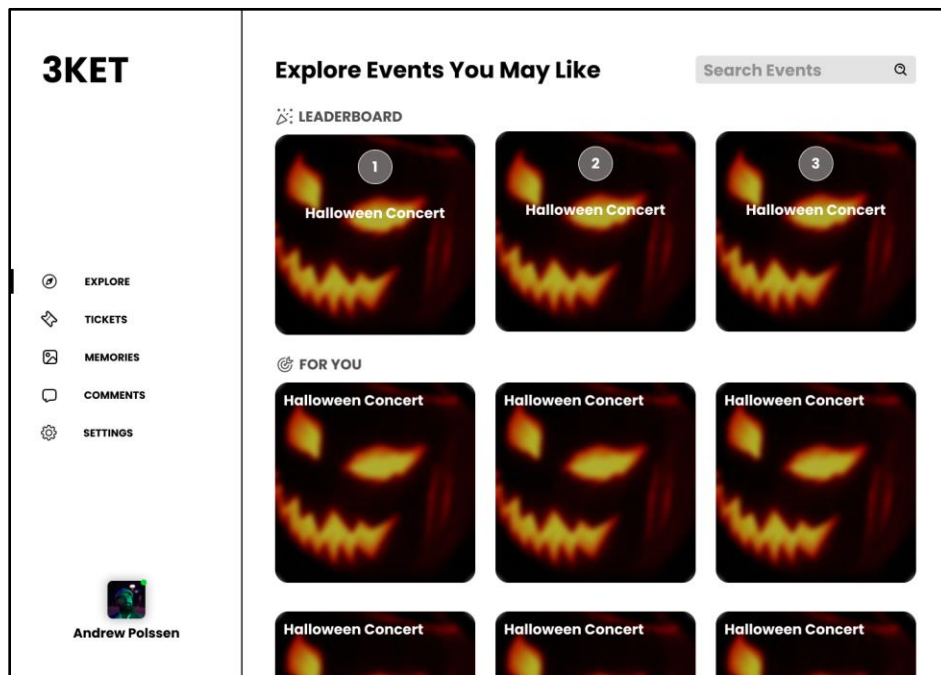 3KET
EXPLORE
TICKETS
MEMORIES
COMMENTS
SETTINGS
Andrew Polssen
Explore Events You May Like
Search Events
LEADERBOARD
1
2
3
Halloween Concert
Halloween Concert
Halloween Concert
FOR YOU
Halloween Concert
Halloween Concert
Halloween Concert
Halloween Concert
Halloween Concert
Halloween Concert